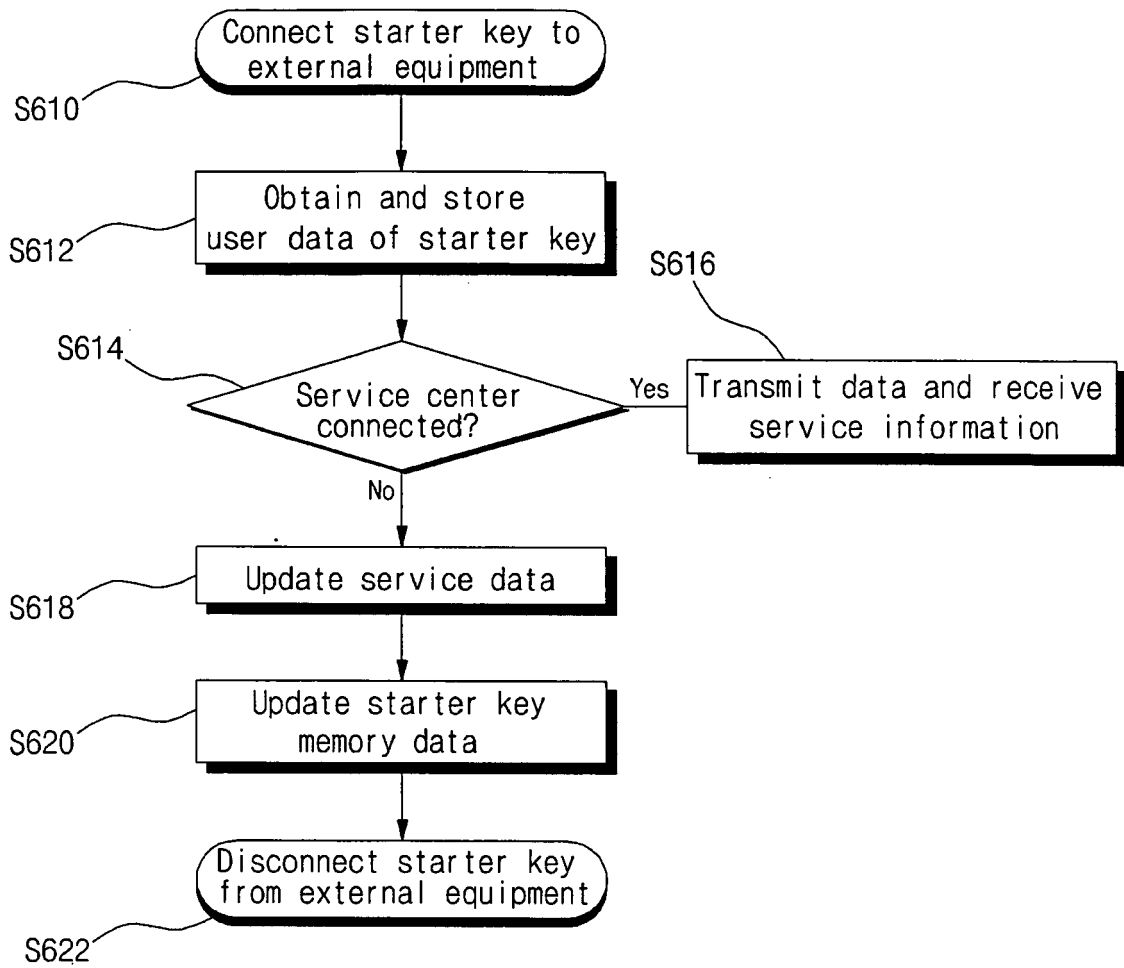 Connect starter key to
external equipment
S610
Obtain and store
user data of starter key
S612
S616
S614
Service center
connected?
Yes
Transmit data and receive
service information
No
Update service data
S618
Update starter key
memory data
S620
Disconnect starter key
from external equipment
S622